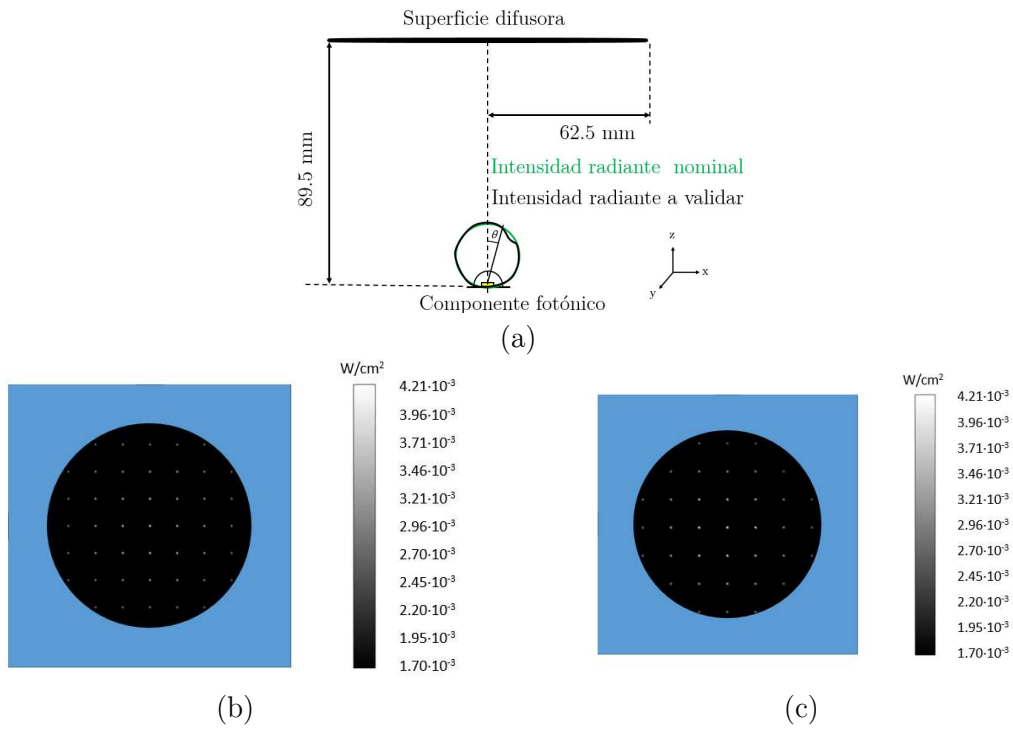 Superficie difusora
89.5 mm
62.5 mm
Intensidad radiante nominal
Intensidad radiante a validar
θ
z
x
y
Componente fotónico
(a)
W/cm²
4.21·10⁻³
3.96·10⁻³
3.71·10⁻³
3.46·10⁻³
3.21·10⁻³
2.96·10⁻³
2.70·10⁻³
2.45·10⁻³
2.20·10⁻³
1.95·10⁻³
1.70·10⁻³
(b)
W/cm²
4.21·10⁻³
3.96·10⁻³
3.71·10⁻³
3.46·10⁻³
3.21·10⁻³
2.96·10⁻³
2.70·10⁻³
2.45·10⁻³
2.20·10⁻³
1.95·10⁻³
1.70·10⁻³
(c)